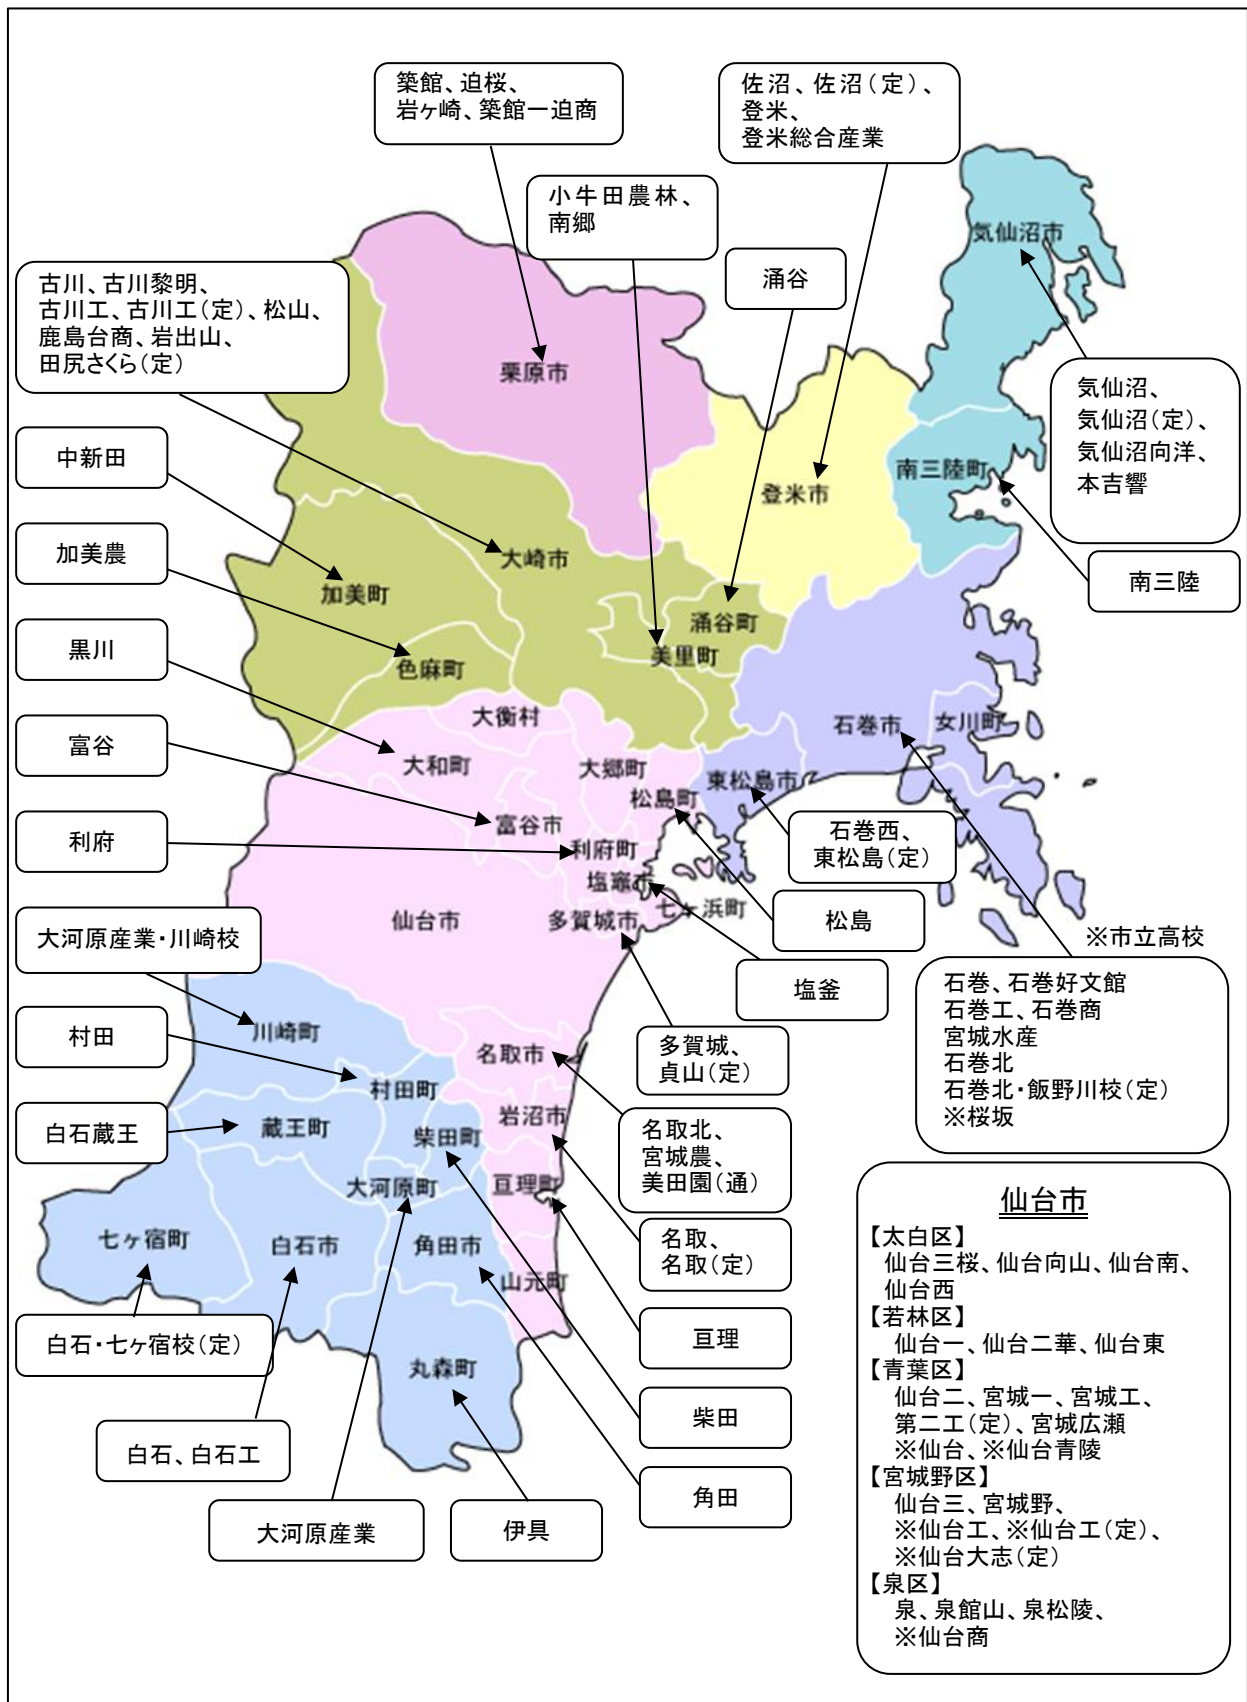 築館、迫桜、
岩ヶ崎、築館一迫商
佐沼、佐沼（定）、
登米、
登米総合産業
小牛田農林、
南郷
涌谷
気仙沼市
古川、古川黎明、
古川工、古川工（定）、松山、
鹿島台商、岩出山、
田尻さくら（定）
栗原市
気仙沼、
気仙沼（定）、
気仙沼向洋、
本吉響
中新田
南三陸町
登米市
加美農
大崎市
加美町
南三陸
涌谷町
黒川
美里町
色麻町
大衡村
石巻市
女川町
富谷
大和町
大郷町
東松島市
松島町
富谷市
利府
利府町
石巻西、
東松島（定）
塩竈市
七ヶ浜町
仙台市
多賀城市
松島
大河原産業・川崎校
※市立高校
塩釜
石巻、石巻好文館
石巻工、石巻商
宮城水産
石巻北
石巻北・飯野川校（定）
※桜坂
川崎町
村田
名取市
多賀城、
貞山（定）
村田町
岩沼市
白石蔵王
蔵王町
柴田町
名取北、
宮城農、
美田園（通）
大河原町
亘理町
七ヶ宿町
白石市
角田市
名取、
名取（定）
山元町
白石・七ヶ宿校（定）
亘理
丸森町
柴田
白石、白石工
角田
大河原産業
伊具
仙台市
【太白区】
仙台三桜、仙台向山、仙台南、
仙台西
【若林区】
仙台一、仙台二華、仙台東
【青葉区】
仙台二、宮城一、宮城工、
第二工（定）、宮城広瀬
※仙台、※仙台青陵
【宮城野区】
仙台三、宮城野、
※仙台工、※仙台工（定）、
※仙台大志（定）
【泉区】
泉、泉館山、泉松陵、
※仙台商